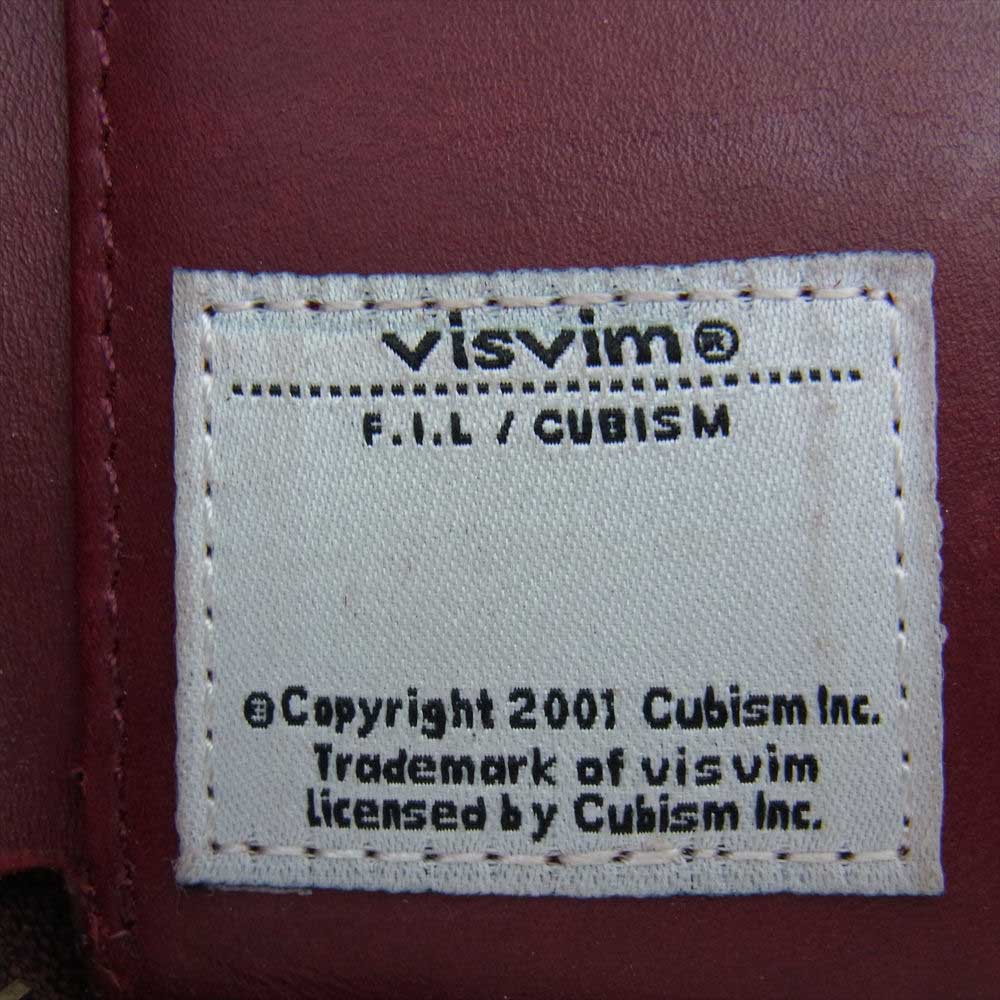 visvim®
F.I.L / CUBISM
©Copyright 2001 Cubism Inc.
Trademark of visvim
licensed by Cubism Inc.